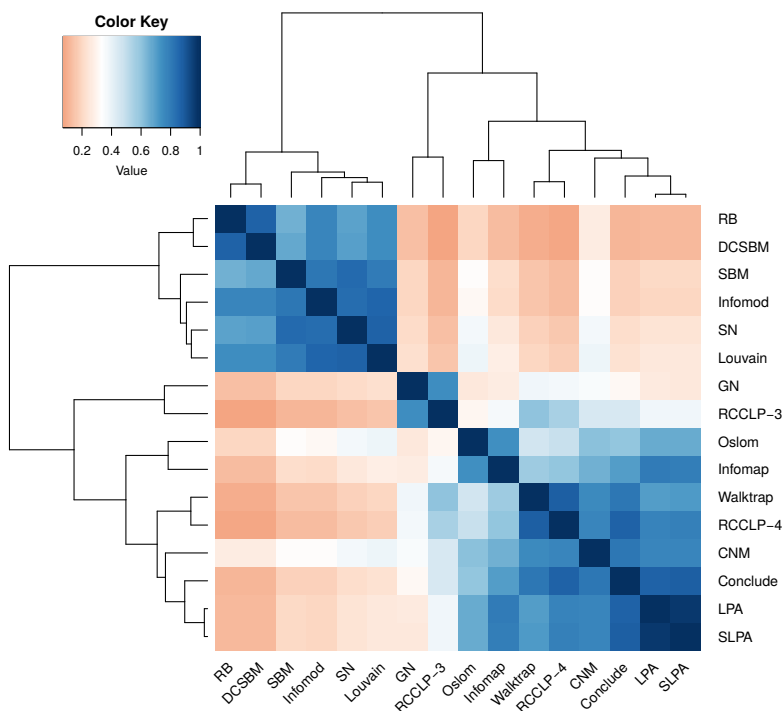 Color Key
0.2 0.4 0.6 0.8 1
Value
RB
DCSBM
SBM
Infomod
SN
Louvain
GN
RCCLP-3
Oslom
Infomap
Walktrap
RCCLP-4
CNM
Conclude
LPA
SLPA
RB
DCSBM
SBM
Infomod
SN
Louvain
GN
RCCLP-3
Oslom
Infomap
Walktrap
RCCLP-4
CNM
Conclude
LPA
SLPA